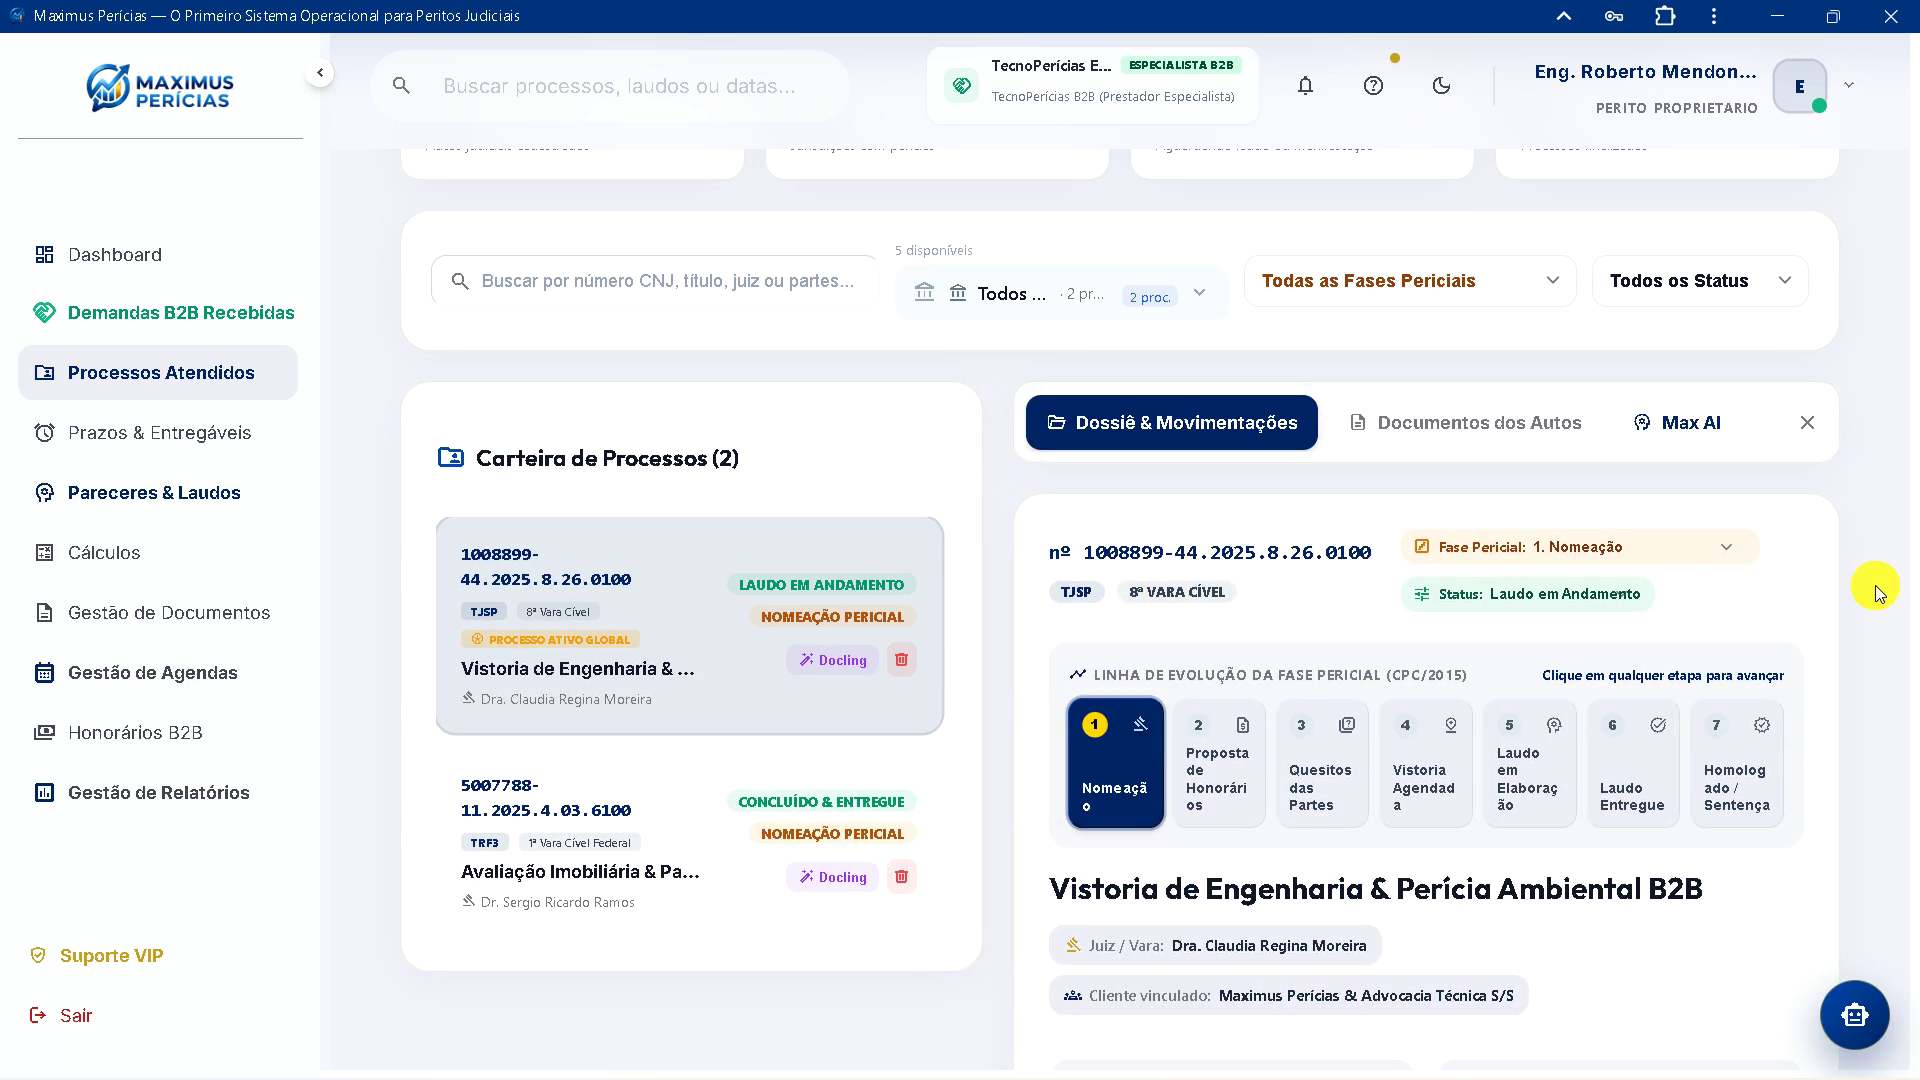 Maximus Perícias — O Primeiro Sistema Operacional para Peritos Judiciais
MAXIMUS
PERÍCIAS
Buscar processos, laudos ou datas...
TecnoPerícias E... ESPECIALISTA B2B
TecnoPerícias B2B (Prestador Especialista)
Eng. Roberto Mendon...
PERITO PROPRIETARIO
E
Dashboard
Demandas B2B Recebidas
Processos Atendidos
Prazos & Entregáveis
Pareceres & Laudos
Cálculos
Gestão de Documentos
Gestão de Agendas
Honorários B2B
Gestão de Relatórios
Suporte VIP
Sair
Buscar por número CNJ, título, juiz ou partes...
5 disponíveis
Todos ... · 2 pr... 2 proc.
Todas as Fases Periciais
Todos os Status
Carteira de Processos (2)
1008899-
44.2025.8.26.0100
LAUDO EM ANDAMENTO
TJSP 8ª Vara Cível
NOMEAÇÃO PERICIAL
PROCESSO ATIVO GLOBAL
Vistoria de Engenharia & ...
Docling
Dra. Claudia Regina Moreira
5007788-
11.2025.4.03.6100
CONCLUÍDO & ENTREGUE
TRF3 1ª Vara Cível Federal
NOMEAÇÃO PERICIAL
Avaliação Imobiliária & Pa...
Docling
Dr. Sergio Ricardo Ramos
Dossiê & Movimentações
Documentos dos Autos
Max AI
nº 1008899-44.2025.8.26.0100
TJSP 8ª VARA CÍVEL
Fase Pericial: 1. Nomeação
Status: Laudo em Andamento
LINHA DE EVOLUÇÃO DA FASE PERICIAL (CPC/2015)
Clique em qualquer etapa para avançar
1
Nomeaçã
o
2
Proposta
de
Honorári
os
3
Quesitos
das
Partes
4
Vistoria
Agendad
a
5
Laudo
em
Elaboraç
ão
6
Laudo
Entregue
7
Homolog
ado /
Sentença
Vistoria de Engenharia & Perícia Ambiental B2B
Juiz / Vara: Dra. Claudia Regina Moreira
Cliente vinculado: Maximus Perícias & Advocacia Técnica S/S